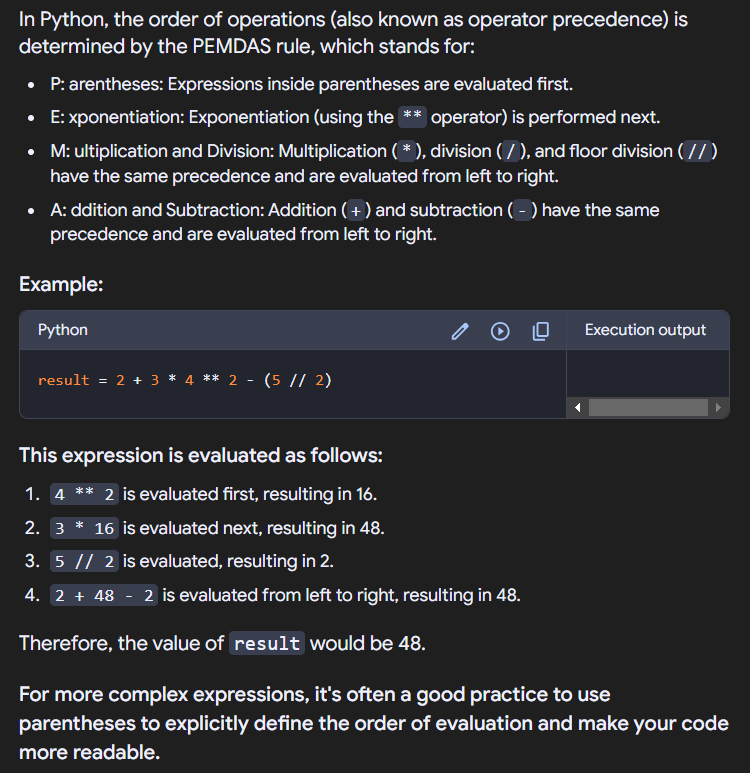 In Python, the order of operations (also known as operator precedence) is
determined by the PEMDAS rule, which stands for:
• P: arentheses: Expressions inside parentheses are evaluated first.
• E: xponentiation: Exponentiation (using the ** operator) is performed next.
• M: ultiplication and Division: Multiplication (*), division (/), and floor division (//)
have the same precedence and are evaluated from left to right.
• A: ddition and Subtraction: Addition (+) and subtraction (-) have the same
precedence and are evaluated from left to right.
Example:
Python
Execution output
result = 2 + 3 * 4 ** 2 - (5 // 2)
This expression is evaluated as follows:
1. 4 ** 2 is evaluated first, resulting in 16.
2. 3 * 16 is evaluated next, resulting in 48.
3. 5 // 2 is evaluated, resulting in 2.
4. 2 + 48 - 2 is evaluated from left to right, resulting in 48.
Therefore, the value of result would be 48.
For more complex expressions, it's often a good practice to use
parentheses to explicitly define the order of evaluation and make your code
more readable.